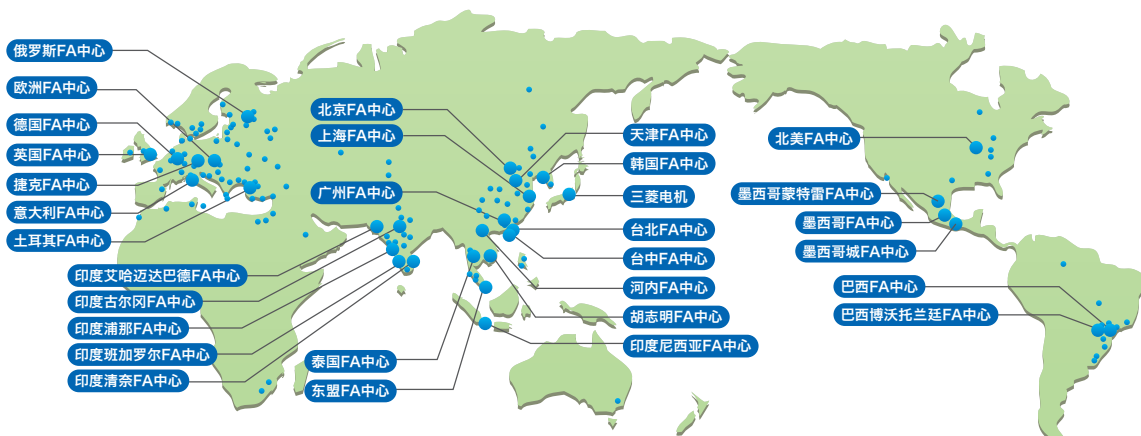 俄罗斯FA中心
欧洲FA中心
德国FA中心
英国FA中心
捷克FA中心
意大利FA中心
土耳其FA中心
印度艾哈迈达巴德FA中心
印度古尔冈FA中心
印度浦那FA中心
印度班加罗尔FA中心
印度清奈FA中心
北京FA中心
上海FA中心
广州FA中心
泰国FA中心
东盟FA中心
天津FA中心
韩国FA中心
三菱电机
台北FA中心
台中FA中心
河内FA中心
胡志明FA中心
印度尼西亚FA中心
北美FA中心
墨西哥蒙特雷FA中心
墨西哥FA中心
墨西哥城FA中心
巴西FA中心
巴西博沃托兰廷FA中心